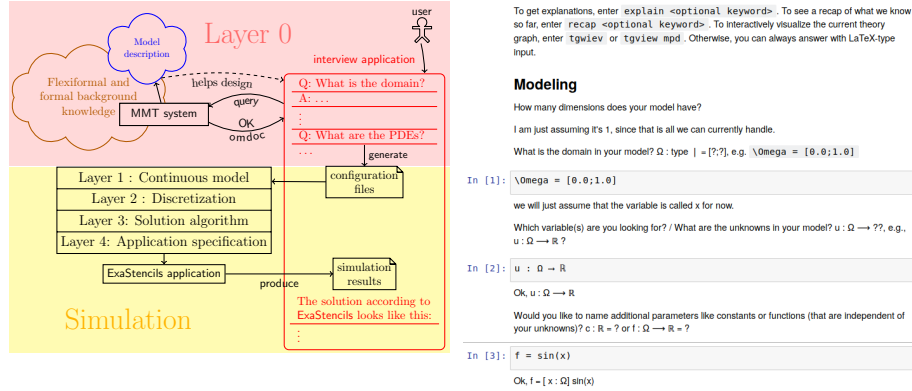 user
Layer 0
Model
description
interview application
Flexiformal and
formal background
knowledge
helps design
query
MMT system
OK
omdoc
Q: What is the domain?
A: ...
⋮
Q: What are the PDEs?
...
generate
configuration
files
Layer 1 : Continuous model
Layer 2 : Discretization
Layer 3: Solution algorithm
Layer 4: Application specification
ExaStencils application
produce
simulation
results
Simulation
The solution according to
ExaStencils looks like this:
⋮
To get explanations, enter explain <optional keyword> . To see a recap of what we know
so far, enter recap <optional keyword> . To interactively visualize the current theory
graph, enter tgwiev or tgview mpd . Otherwise, you can always answer with LaTeX-type
input.
Modeling
How many dimensions does your model have?
I am just assuming it's 1, since that is all we can currently handle.
What is the domain in your model? Ω : type | = [?;?], e.g. \Omega = [0.0;1.0]
In [1]: \Omega = [0.0;1.0]
we will just assume that the variable is called x for now.
Which variable(s) are you looking for? / What are the unknowns in your model? u : Ω ⟶ ??, e.g.,
u : Ω ⟶ ℝ ?
In [2]: u : Ω → ℝ
Ok, u : Ω ⟶ ℝ
Would you like to name additional parameters like constants or functions (that are independent of
your unknowns)? c : ℝ = ? or f : Ω ⟶ ℝ = ?
In [3]: f = sin(x)
Ok, f = [ x : Ω] sin(x)